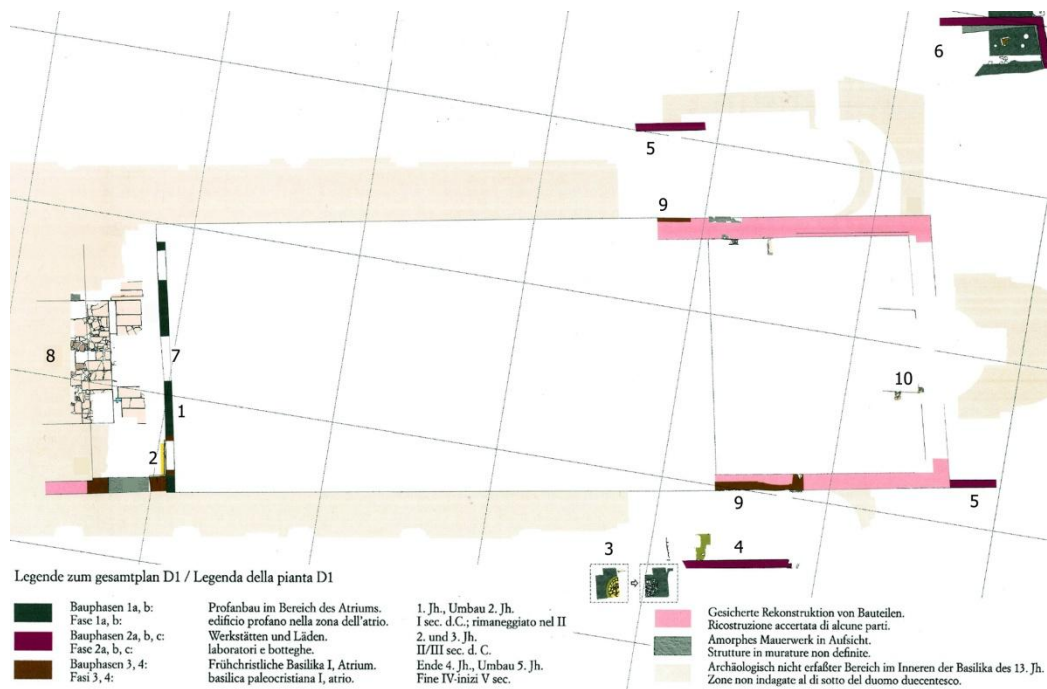 6
5
9
8
7
10
1
2
9
5
3
4
Legende zum gesamtplan D1 / Legenda della pianta D1
Bauphasen 1a, b:
Fase 1a, b:
Bauphasen 2a, b, c:
Fase 2a, b, c:
Bauphasen 3, 4:
Fasi 3, 4:
Profanbau im Bereich des Atriums.
edificio profano nella zona dell'atrio.
Werkstätten und Läden.
laboratori e botteghe.
Frühchristliche Basilika I, Atrium.
basilica paleocristiana I, atrio.
1. Jh., Umbau 2. Jh.
I sec. d.C.; rimaneggiato nel II
2. und 3. Jh.
II/III sec. d. C.
Ende 4. Jh., Umbau 5. Jh.
Fine IV-inizi V sec.
Gesicherte Rekonstruktion von Bauteilen.
Ricostruzione accertata di alcune parti.
Amorphes Mauerwerk in Aufsicht.
Strutture in murature non definite.
Archäologisch nicht erfaßter Bereich im Inneren der Basilika des 13. Jh.
Zone non indagate al di sotto del duomo duecentesco.